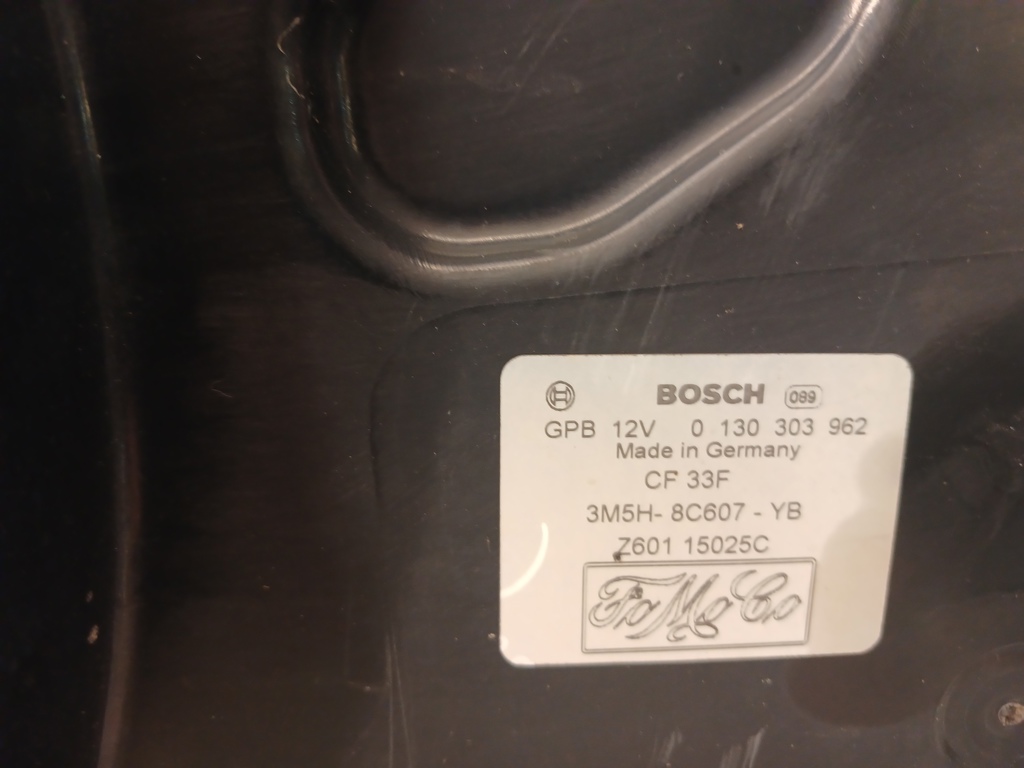 BOSCH 089
GPB 12V 0 130 303 962
Made in Germany
CF 33F
3M5H- 8C607 - YB
Z601 15025C
FoMoCo